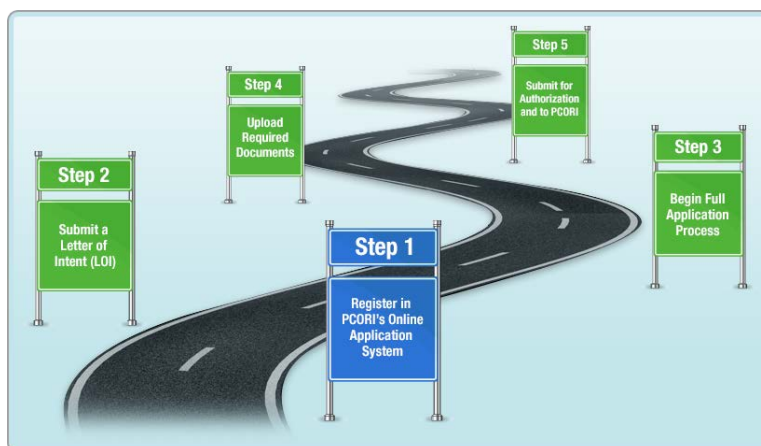 Step 1
Register in
PCORI's Online
Application
System
Step 2
Submit a
Letter of
Intent (LOI)
Step 3
Begin Full
Application
Process
Step 4
Upload
Required
Documents
Step 5
Submit for
Authorization
and to PCORI